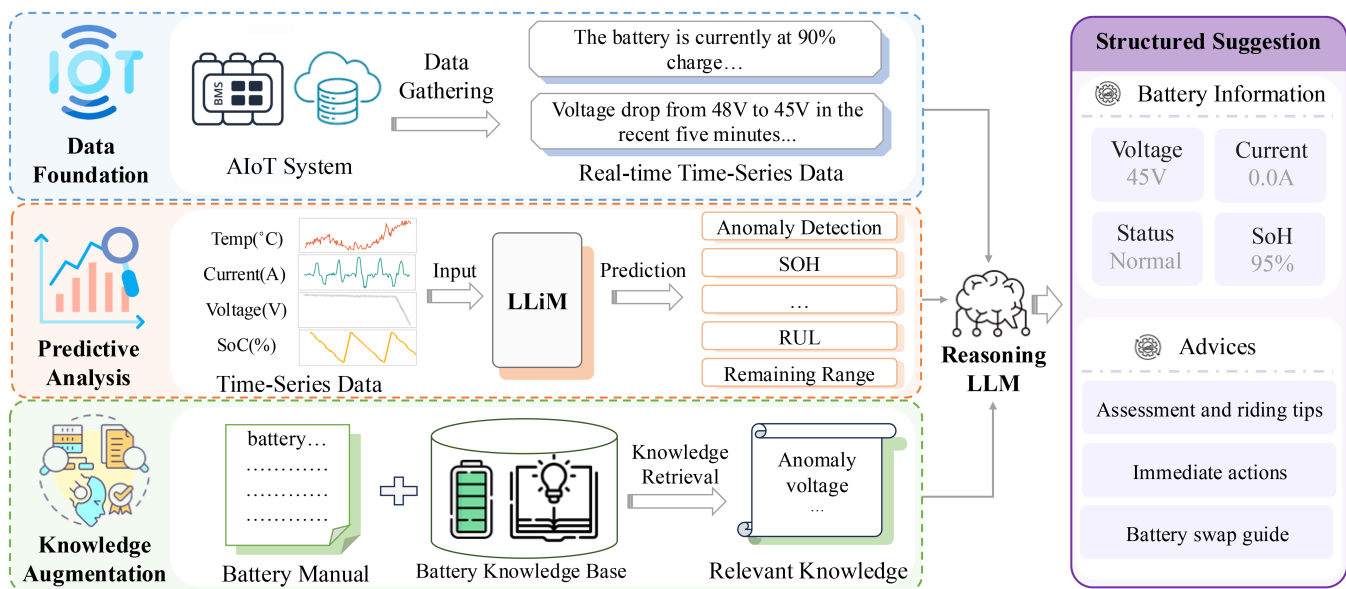 IOT
Data
Foundation
BMS
AIoT System
Data
Gathering
The battery is currently at 90%
charge…
Voltage drop from 48V to 45V in the
recent five minutes...
Real-time Time-Series Data
Predictive
Analysis
Temp(°C)
Current(A)
Voltage(V)
SoC(%)
Time-Series Data
Input
LLiM
Prediction
Anomaly Detection
SOH
…
RUL
Remaining Range
Knowledge
Augmentation
battery…
…………
…………
…………
Battery Manual
Battery Knowledge Base
Knowledge
Retrieval
Anomaly
voltage
…
Relevant Knowledge
Reasoning
LLM
Structured Suggestion
Battery Information
Voltage
45V
Current
0.0A
Status
Normal
SoH
95%
Advices
Assessment and riding tips
Immediate actions
Battery swap guide